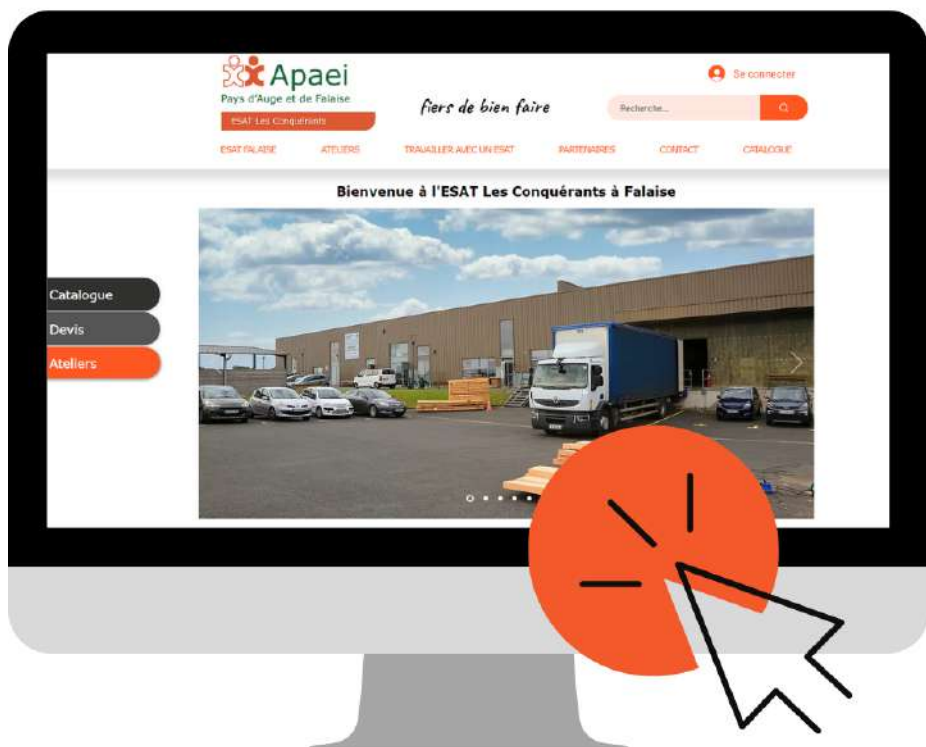 Apaei
Pays d'Auge et de Falaise
ESAT Les Conquérants
fiers de bien faire
Se connecter
Recherche...
ESAT FALAISE ATELIERS TRAVAILLER AVEC UN ESAT PARTENAIRES CONTACT CATALOGUE
Bienvenue à l'ESAT Les Conquérants à Falaise
Catalogue
Devis
Ateliers